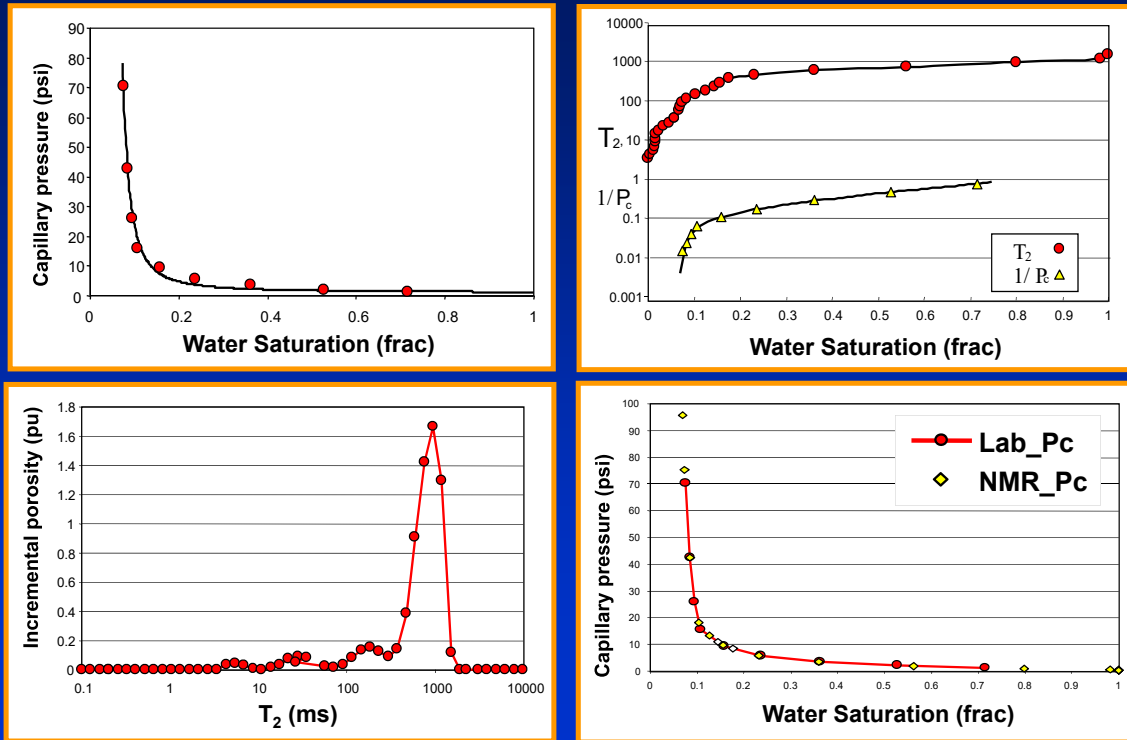 Capillary pressure (psi)
90
80
70
60
50
40
30
20
10
0
0 0.2 0.4 0.6 0.8 1
Water Saturation (frac)
T2, 1/Pc
10000
1000
100
10
1
0.1
0.01
0.001
0 0.1 0.2 0.3 0.4 0.5 0.6 0.7 0.8 0.9 1
T2
1/ Pc
Water Saturation (frac)
Incremental porosity (pu)
1.8
1.6
1.4
1.2
1
0.8
0.6
0.4
0.2
0
0.1 1 10 100 1000 10000
T2 (ms)
Capillary pressure (psi)
100
90
80
70
60
50
40
30
20
10
0
0 0.1 0.2 0.3 0.4 0.5 0.6 0.7 0.8 0.9 1
Lab_Pc
NMR_Pc
Water Saturation (frac)